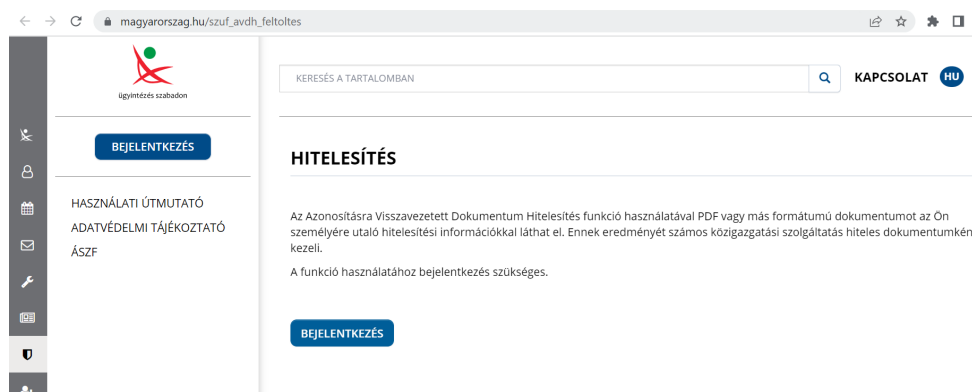 magyarorszag.hu/szuf_avdh_feltoltes
ügyintézés szabadon
KERESÉS A TARTALOMBAN
KAPCSOLAT HU
BEJELENTKEZÉS
HASZNÁLATI ÚTMUTATÓ
ADATVÉDELMI TÁJÉKOZTATÓ
ÁSZF
HITELESÍTÉS
Az Azonosításra Visszavezetett Dokumentum Hitelesítés funkció használatával PDF vagy más formátumú dokumentumot az Ön
személyére utaló hitelesítési információkkal láthat el. Ennek eredményét számos közigazgatási szolgáltatás hiteles dokumentumkén
kezeli.
A funkció használatához bejelentkezés szükséges.
BEJELENTKEZÉS